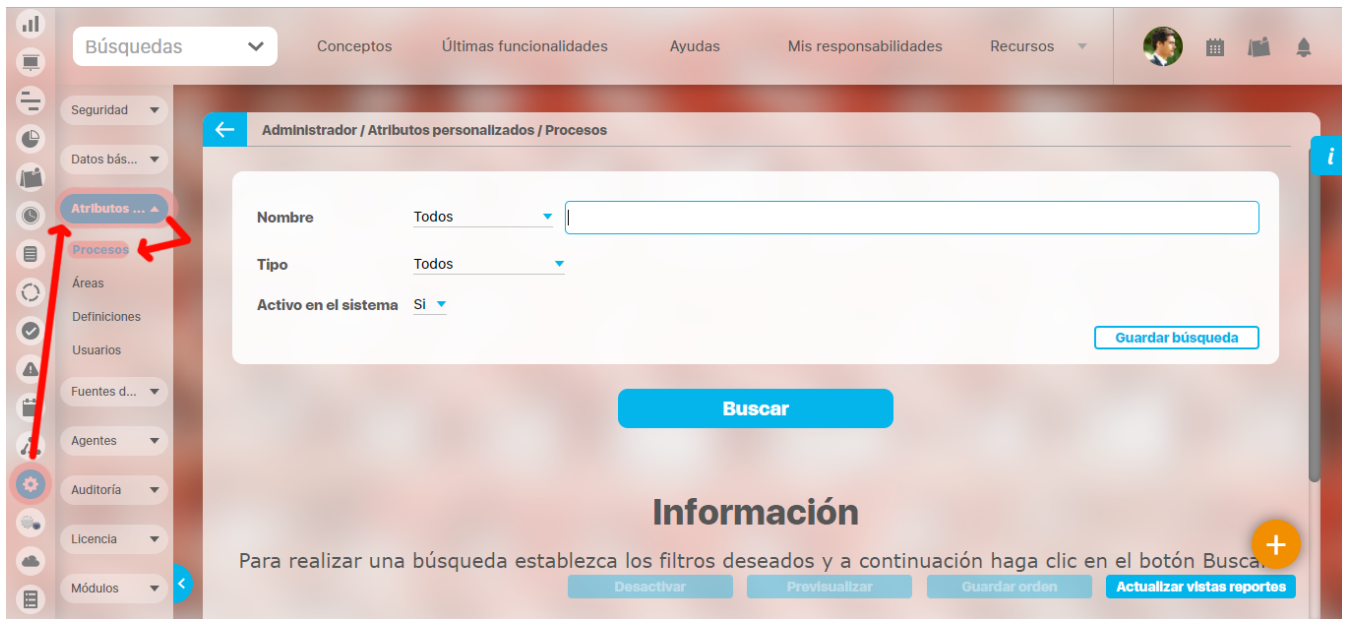 Búsquedas
Conceptos
Últimas funcionalidades
Ayudas
Mis responsabilidades
Recursos
Seguridad
Datos bás...
Atributos ...
Procesos
Áreas
Definiciones
Usuarios
Fuentes d...
Agentes
Auditoría
Licencia
Módulos
Administrador / Atributos personalizados / Procesos
i
Nombre Todos
Tipo Todos
Activo en el sistema Si
Guardar búsqueda
Buscar
Información
Para realizar una búsqueda establezca los filtros deseados y a continuación haga clic en el botón Busca
Desactivar Previsualizar Guardar orden Actualizar vistas reportes